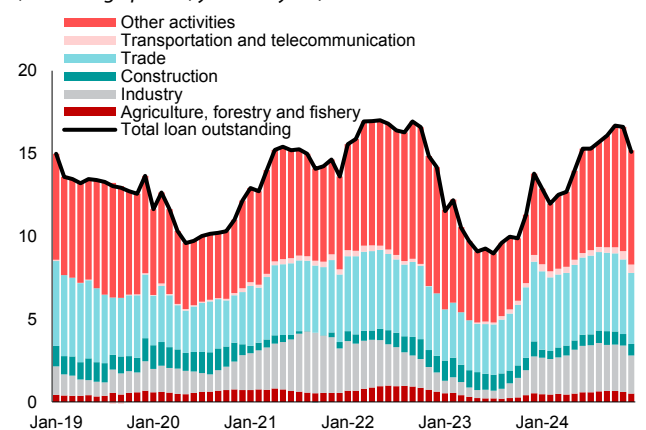 Other activities
Transportation and telecommunication
Trade
Construction
Industry
Agriculture, forestry and fishery
Total loan outstanding
20
15
10
5
0
Jan-19 Jan-20 Jan-21 Jan-22 Jan-23 Jan-24